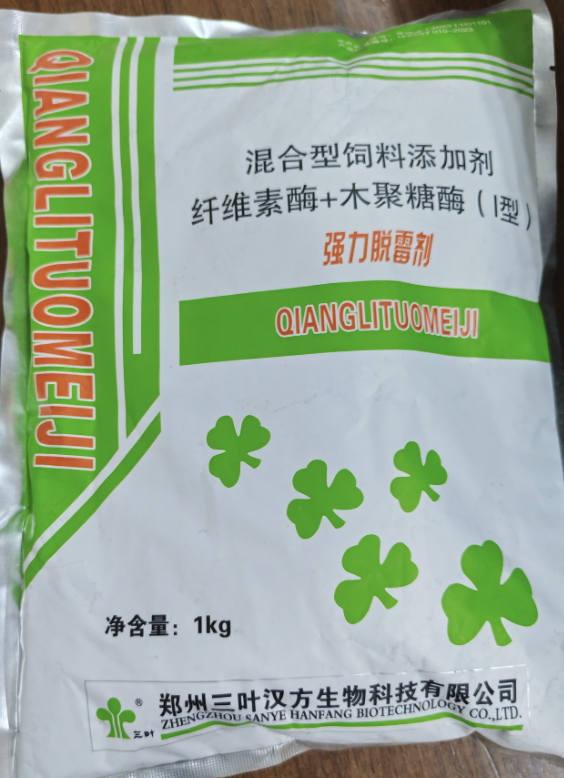 QIANGLITUOMEIJI
混合型饲料添加剂
纤维素酶+木聚糖酶（I型）
强力脱霉剂
QIANGLITUOMEIJI
净含量：1kg
® 郑州三叶汉方生物科技有限公司
三叶 ZHENGZHOU SANYE HANFANG BIOTECHNOLOGY CO.,LTD.